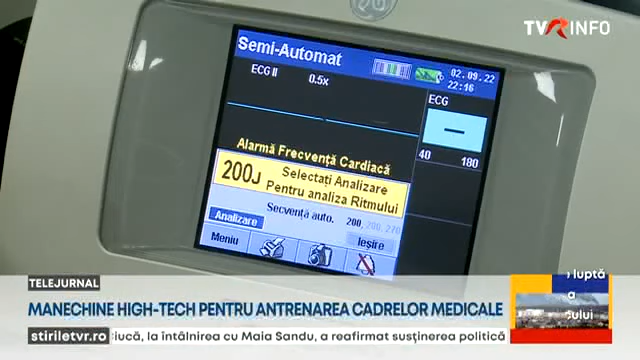 TVR INFO
Semi-Automat
02.09.22
22:16
ECG II
0.5x
ECG
40
180
Alarmă Frecvență Cardiacă
200J
Selectați Analizare
Pentru analiza Ritmului
Secvență auto.
200, 200, 270
Analizare
Meniu
Ieșire
TELEJURNAL
MANECHINE HIGH-TECH PENTRU ANTRENAREA CADRELOR MEDICALE
luptă
a
stiriletvr.ro
iucă, la întâlnirea cu Maia Sandu, a reafirmat susținerea politică